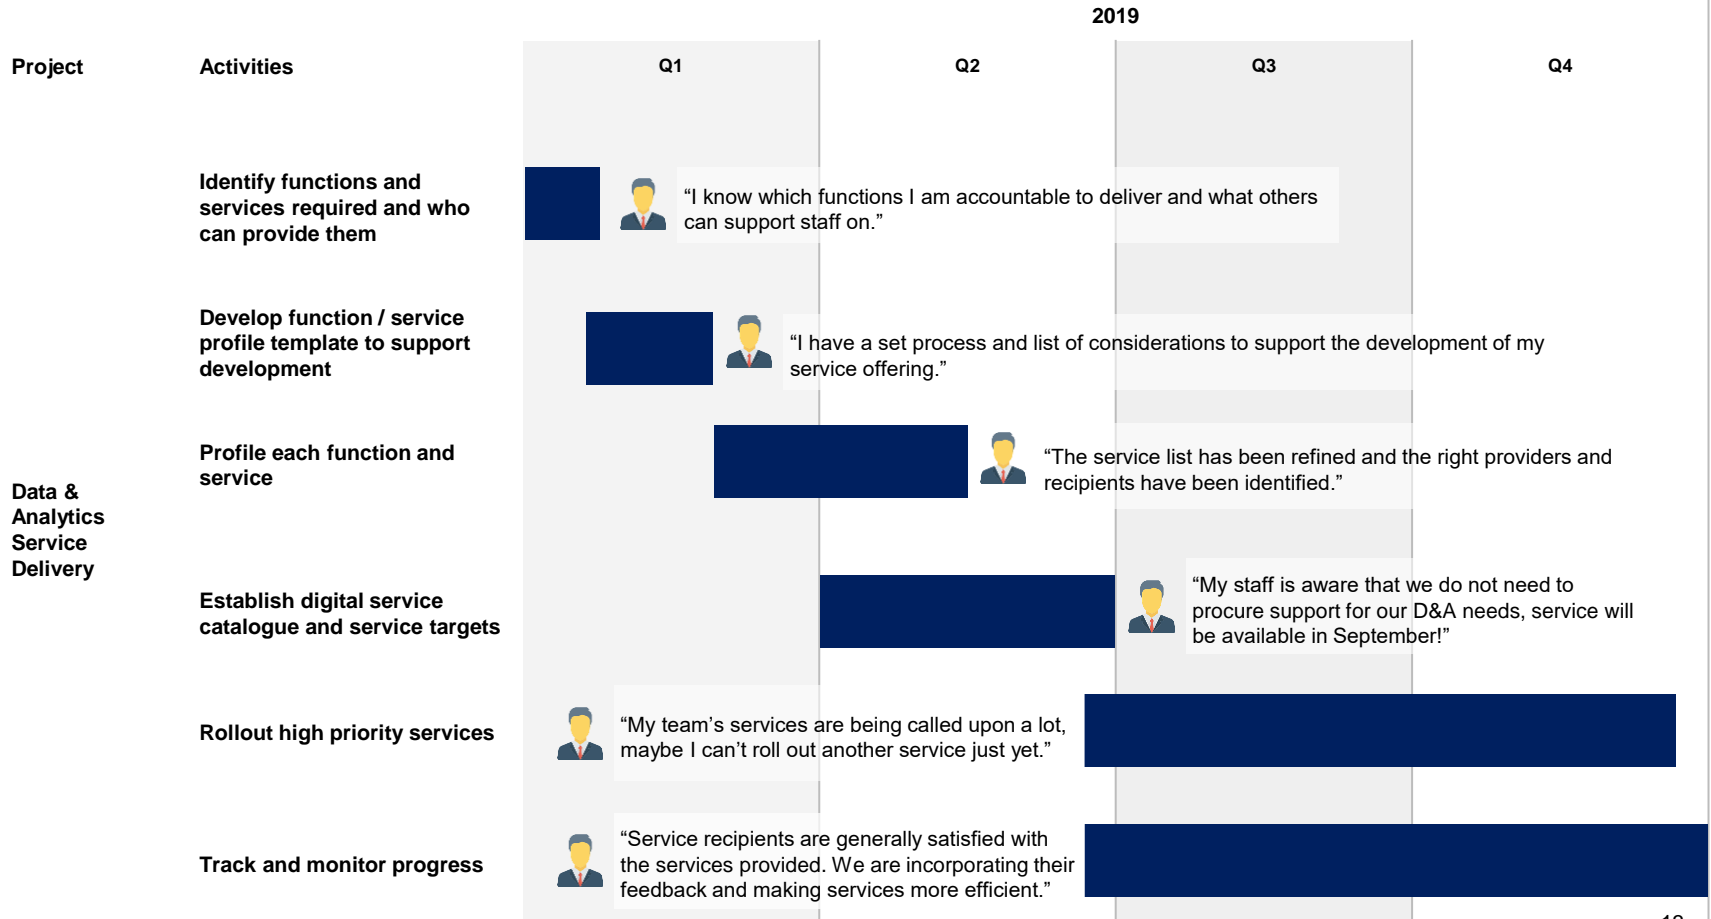 2019
Project
Activities
Q1
Q2
Q3
Q4
Identify functions and
services required and who
can provide them
“I know which functions I am accountable to deliver and what others
can support staff on.”
Develop function / service
profile template to support
development
“I have a set process and list of considerations to support the development of my
service offering.”
Profile each function and
service
“The service list has been refined and the right providers and
recipients have been identified.”
Data &
Analytics
Service
Delivery
Establish digital service
catalogue and service targets
“My staff is aware that we do not need to
procure support for our D&A needs, service will
be available in September!”
Rollout high priority services
“My team’s services are being called upon a lot,
maybe I can’t roll out another service just yet.”
Track and monitor progress
“Service recipients are generally satisfied with
the services provided. We are incorporating their
feedback and making services more efficient.”